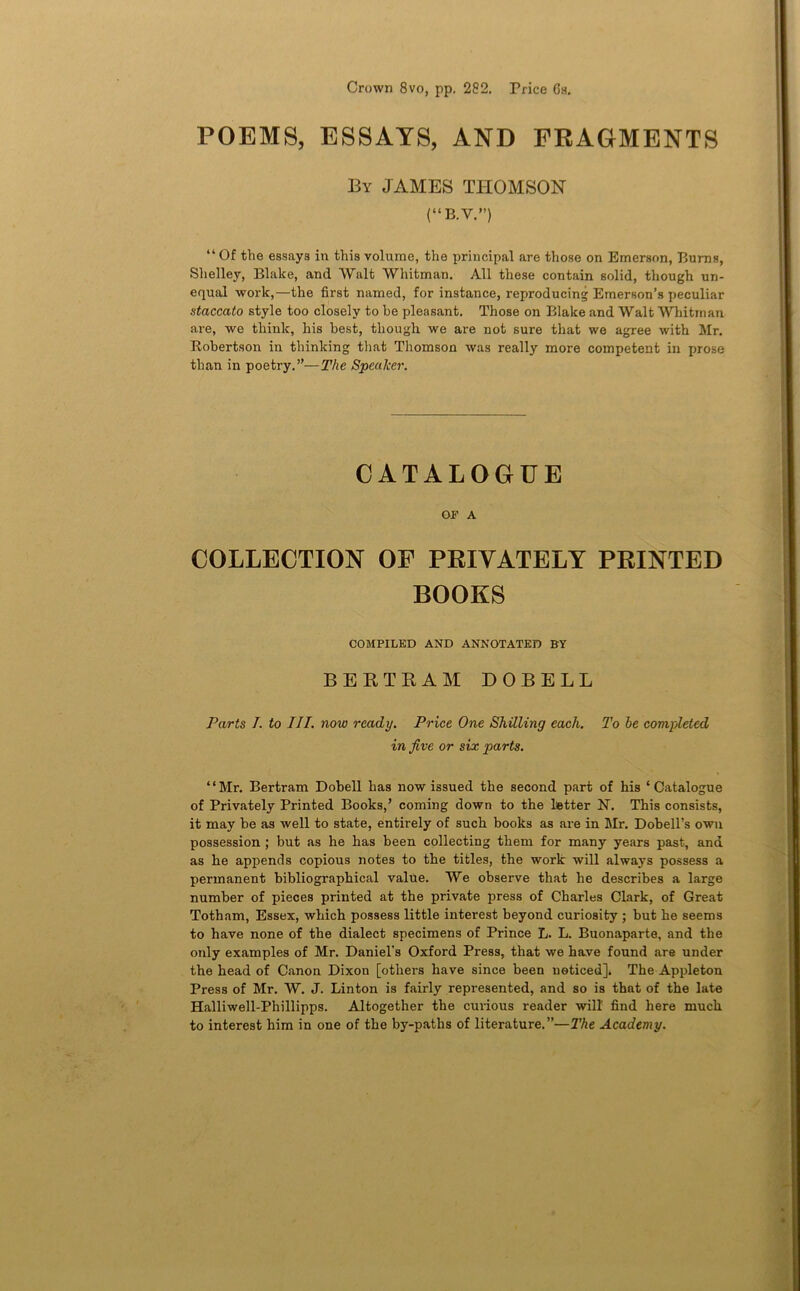 Crown 8vo, pp. 282. Price 6s.
POEMS, ESSAYS, AND FRAGMENTS
By JAMES THOMSON
(“B.V.”)
“Of the essays in this volume, the principal are those on Emerson, Burns,
Shelley, Blake, and Walt Whitman. All these contain solid, though un-
equal work,—the first named, for instance, reproducing Emerson’s peculiar
staccato style too closely to be pleasant. Those on Blake and Walt Whitman
are, we think, his best, though we are not sure that we agree with Mr.
Robertson in thinking that Thomson was really more competent in prose
than in poetry.”—The Speaker.
CATALOGUE
OF A
COLLECTION OF PRIVATELY PRINTED
BOOKS
COMPILED AND ANNOTATED BY
BERTRAM DOBELL
Parts I. to III. now ready. Price One Shilling each. To be completed
in five or six parts.
“Mr. Bertram Dobell has now issued the second part of his ‘Catalogue
of Privately Printed Books,’ coming down to the letter N. This consists,
it may be as well to state, entirely of such books as are in Mr. Dobell’s own
possession ; but as he has been collecting them for many years past, and
as he appends copious notes to the titles, the work will always possess a
permanent bibliographical value. We observe that he describes a large
number of pieces printed at the private press of Charles Clark, of Great
Totham, Essex, which possess little interest beyond curiosity ; but he seems
to have none of the dialect specimens of Prince L. L. Buonaparte, and the
only examples of Mr. Daniel’s Oxford Press, that we have found are under
the head of Canon Dixon [others have since been noticed]. The Appleton
Press of Mr. W. J. Linton is fairly represented, and so is that of the late
Halliwell-Phillipps. Altogether the curious reader will find here much
to interest him in one of the by-paths of literature.”—The Academy.